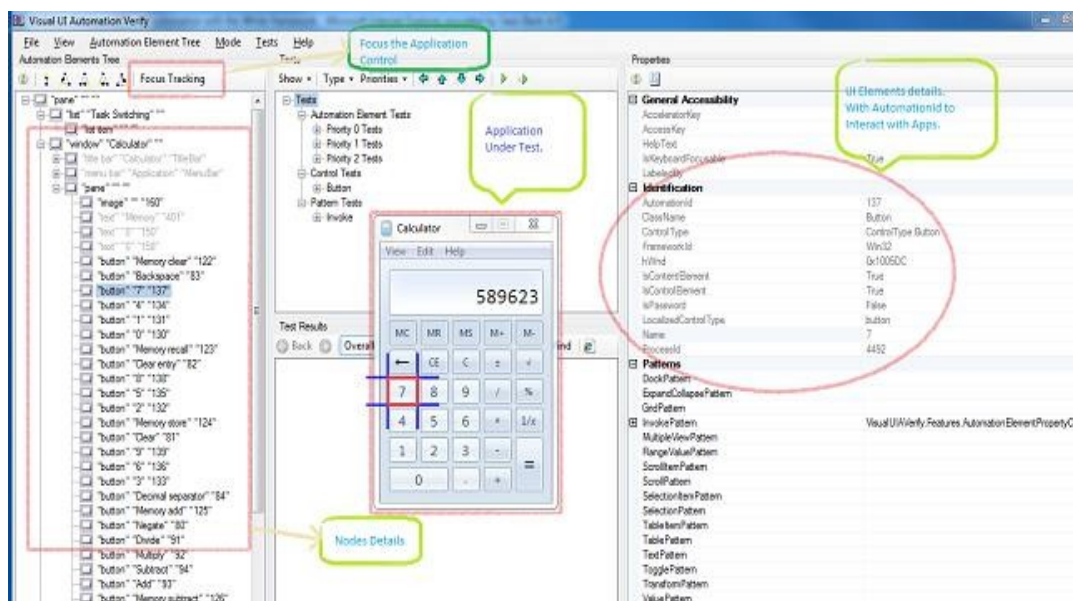 Visual UI Automation Verify
File View Automation Element Tree Mode Tests Help
Focus the Application
Control
Automation Elements Tree
Tests
Properties
Focus Tracking
Show Type Priorities
"pane" "" ""
"list" "Task Switching" ""
"list item" "" ""
"window" "Calculator" ""
"title bar" "Calculator" "TitleBar"
"menu bar" "Application" "MenuBar"
"pane" "" ""
"image" "" "160"
"text" "Memory" "401"
"button" "Memory clear" "122"
"button" "Backspace" "83"
"button" "7" "137"
"button" "4" "134"
"button" "1" "131"
"button" "0" "130"
"button" "Memory recall" "123"
"button" "Clear entry" "82"
"button" "8" "138"
"button" "5" "135"
"button" "2" "132"
"button" "Memory store" "124"
"button" "Clear" "81"
"button" "9" "139"
"button" "6" "136"
"button" "3" "133"
"button" "Decimal separator" "84"
"button" "Memory add" "125"
"button" "Negate" "80"
"button" "Divide" "91"
"button" "Multiply" "92"
"button" "Subtract" "94"
"button" "Add" "93"
"button" "Memory subtract" "126"
Tests
Automation Element Tests
Priority 0 Tests
Priority 1 Tests
Priority 2 Tests
Control Tests
Button
Pattern Tests
Invoke
Application
Under Test.
Calculator
View Edit Help
589623
MC MR MS M+ M-
← CE C ± √
7 8 9 / %
4 5 6 * 1/x
1 2 3 - =
0 . +
Test Results
Back
Nodes Details
UI Elements details.
With AutomationId to
Interact with Apps.
General Accessibility
AcceleratorKey
AccessKey
HelpText
IsKeyboardFocusable True
LabeledBy
Identification
AutomationId 137
ClassName Button
ControlType ControlType.Button
FrameworkId Win32
hWnd 0x1005DC
IsContentElement True
IsControlElement True
IsPassword False
LocalizedControlType button
Name 7
ProcessId 4492
Patterns
DockPattern
ExpandCollapsePattern
GridPattern
InvokePattern VisualUIAVerify.Features.AutomationElementPropertyC
MultipleViewPattern
RangeValuePattern
ScrollItemPattern
ScrollPattern
SelectionItemPattern
SelectionPattern
TableItemPattern
TablePattern
TextPattern
TogglePattern
TransformPattern
ValuePattern